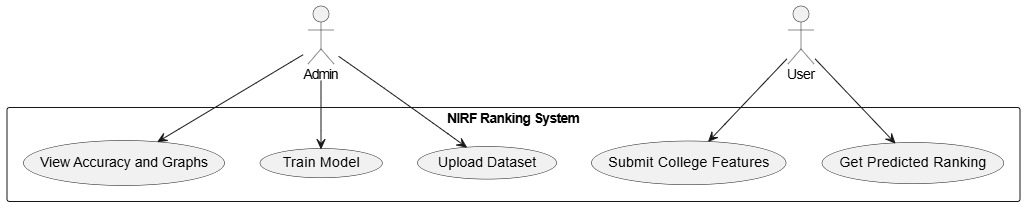 Admin
User
NIRF Ranking System
View Accuracy and Graphs
Train Model
Upload Dataset
Submit College Features
Get Predicted Ranking